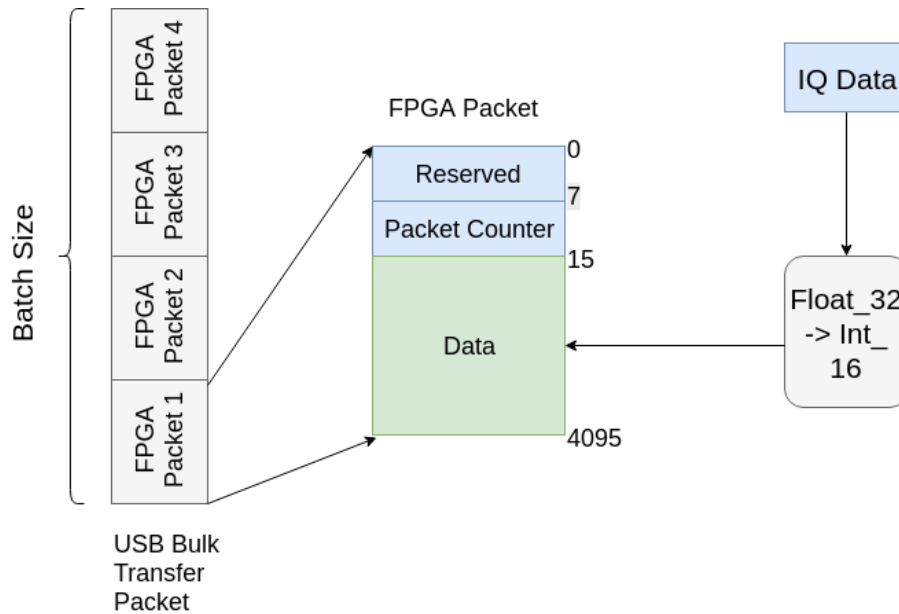 Batch Size
FPGA
Packet 4
FPGA
Packet 3
FPGA
Packet 2
FPGA
Packet 1
USB Bulk
Transfer
Packet
FPGA Packet
Reserved
Packet Counter
Data
0
7
15
4095
IQ Data
Float_32
-> Int_
16